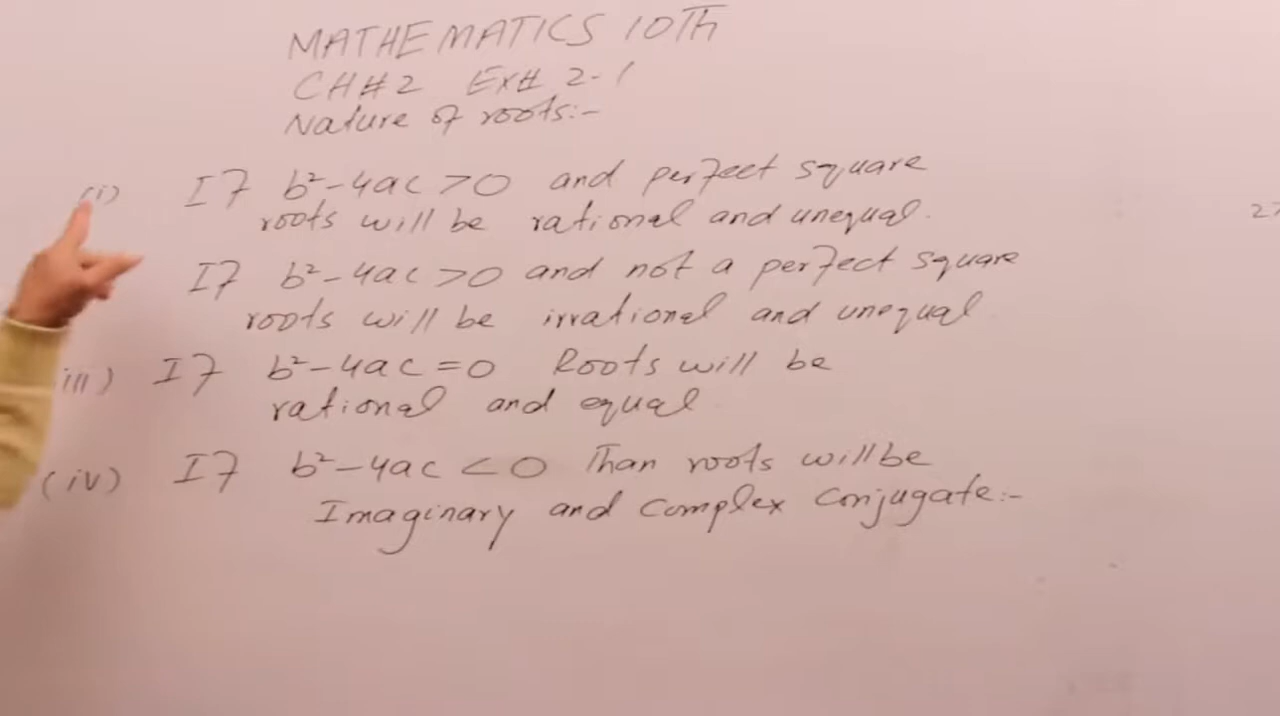 MATHEMATICS 10Th
CH#2 Ex# 2-1
Nature of roots:-
(i) If b²-4ac >0 and perfect square
roots will be rational and unequal.
If b²-4ac >0 and not a perfect square
roots will be irrational and unequal
iii) If b²-4ac =0 Roots will be
rational and equal
(iv) If b²-4ac <0 Than roots will be
Imaginary and Complex Conjugate:-